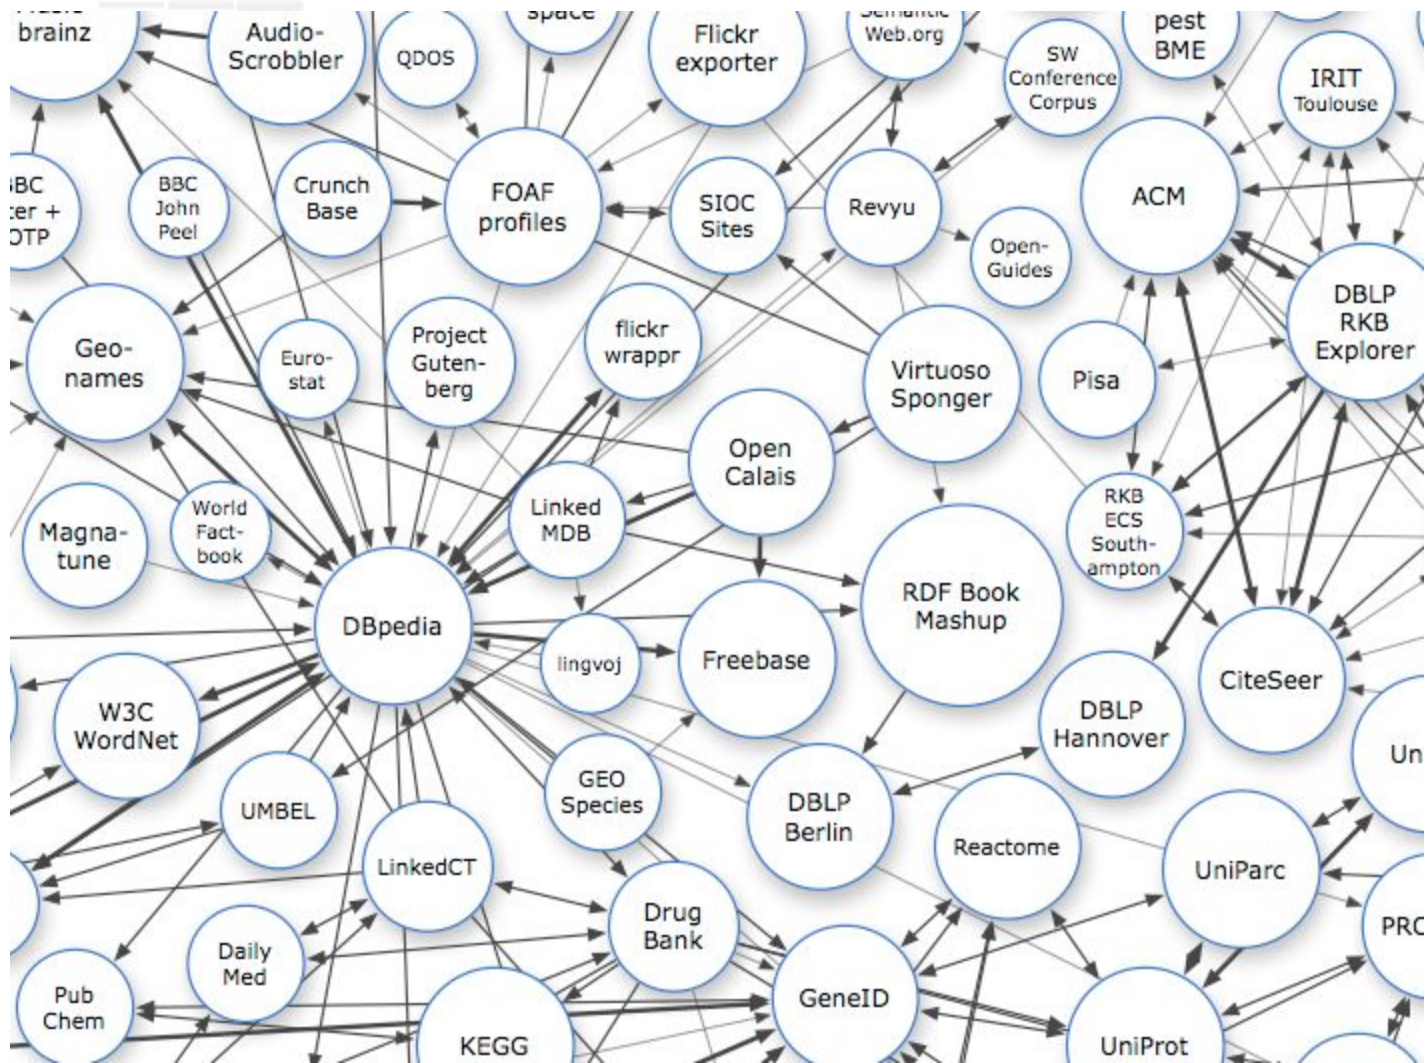 brainz
Audio-
Scrobbler
QDOS
space
Flickr
exporter
Semantic
Web.org
SW
Conference
Corpus
pest
BME
IRIT
Toulouse
BBC
John
Peel
Crunch
Base
FOAF
profiles
SIOC
Sites
Revyu
Open-
Guides
ACM
DBLP
RKB
Explorer
Geo-
names
Euro-
stat
Project
Guten-
berg
flickr
wrappr
Virtuoso
Sponger
Pisa
Open
Calais
Magna-
tune
World
Fact-
book
Linked
MDB
RKB
ECS
South-
ampton
DBpedia
lingvoj
Freebase
RDF Book
Mashup
CiteSeer
W3C
WordNet
DBLP
Hannover
Un
UMBEL
GEO
Species
DBLP
Berlin
Reactome
LinkedCT
UniParc
Drug
Bank
PRO
Daily
Med
Pub
Chem
KEGG
GeneID
UniProt